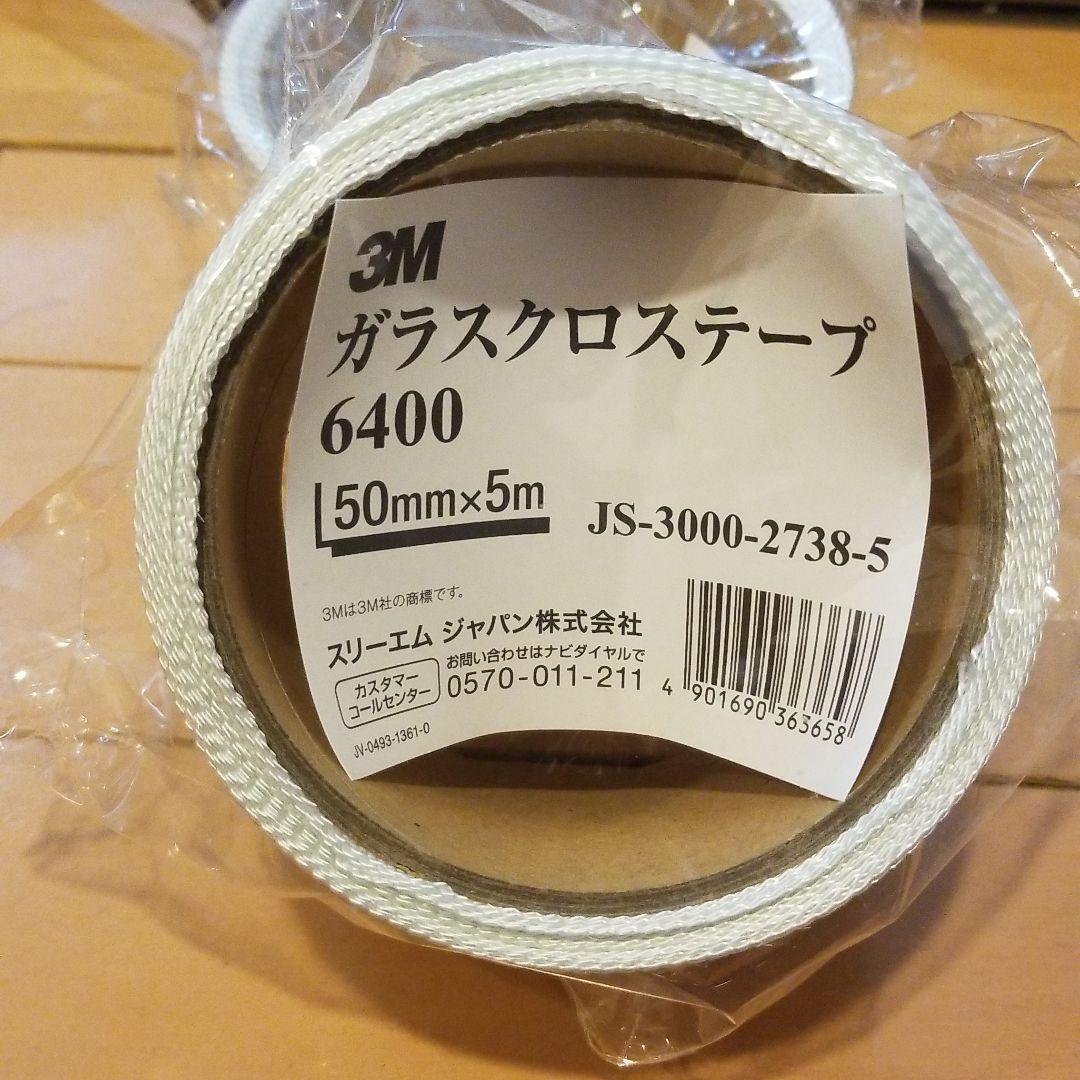 3M
ガラスクロステープ
6400
50mm×5m
JS-3000-2738-5
3Mは3M社の商標です。
スリーエム ジャパン株式会社
カスタマー
コールセンター
お問い合わせはナビダイヤルで
0570-011-211
JV-0493-1361-0
4 901690 363658